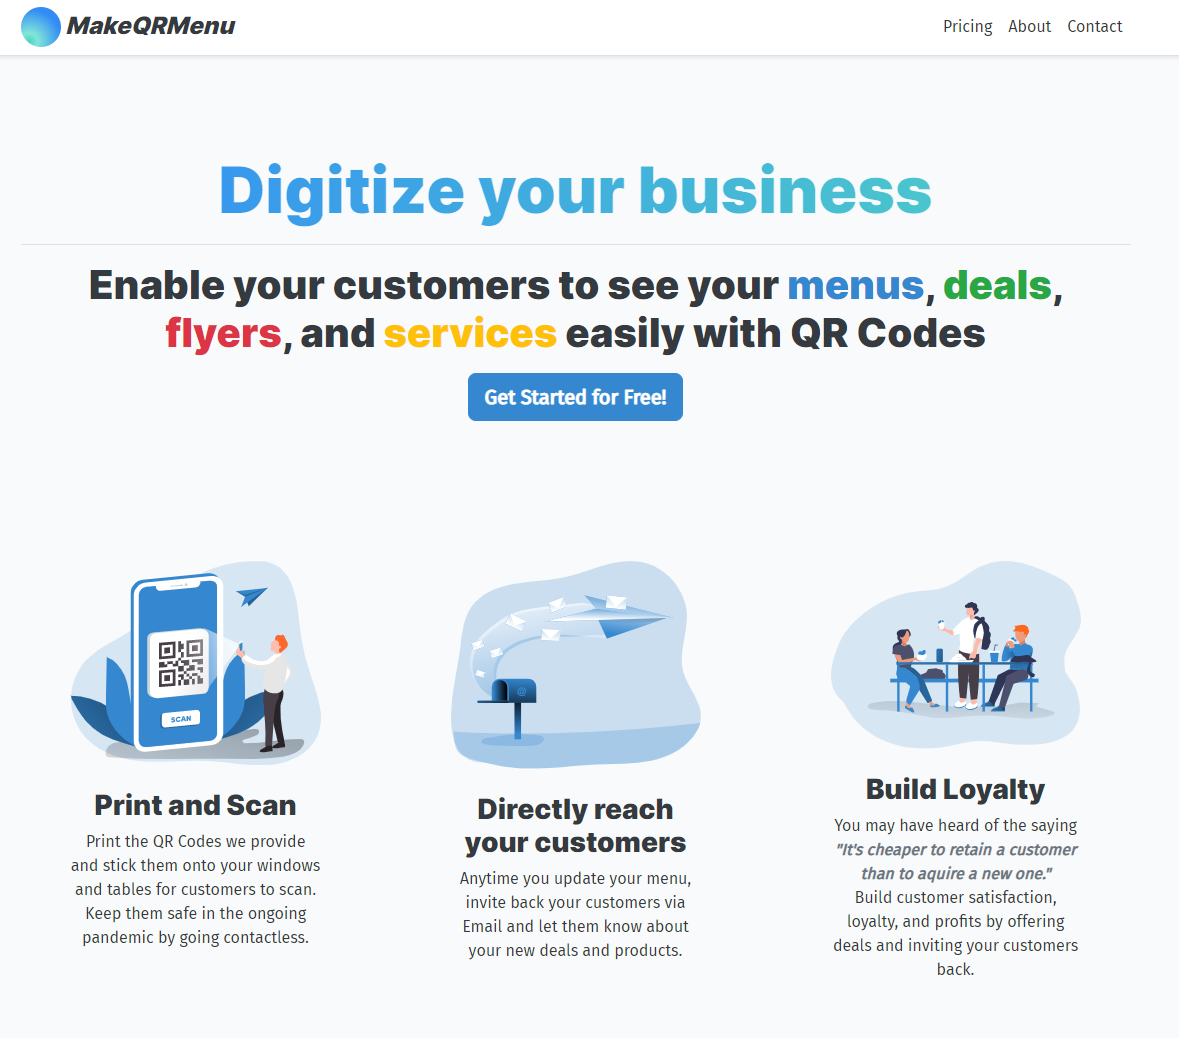 MakeQRMenu
Pricing About Contact
Digitize your business
Enable your customers to see your menus, deals,
flyers, and services easily with QR Codes
Get Started for Free!
SCAN
@
Print and Scan
Print the QR Codes we provide
and stick them onto your windows
and tables for customers to scan.
Keep them safe in the ongoing
pandemic by going contactless.
Directly reach
your customers
Anytime you update your menu,
invite back your customers via
Email and let them know about
your new deals and products.
Build Loyalty
You may have heard of the saying
"It's cheaper to retain a customer
than to aquire a new one."
Build customer satisfaction,
loyalty, and profits by offering
deals and inviting your customers
back.